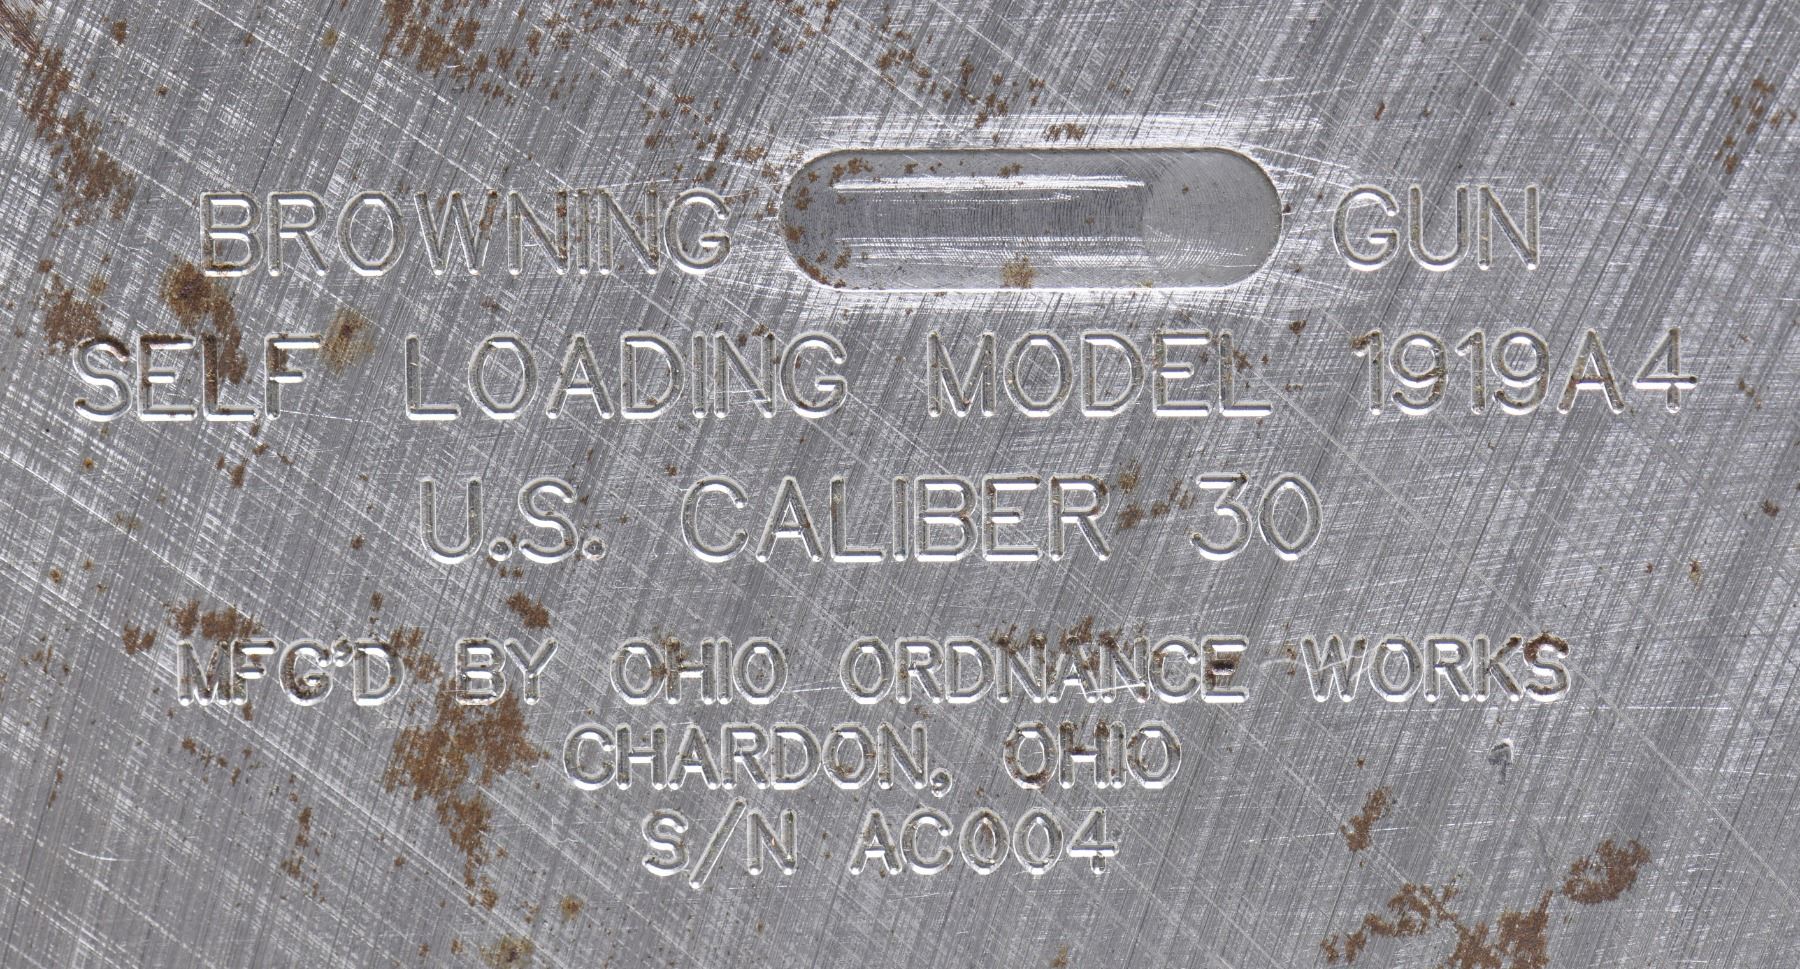 BROWNING GUN
SELF LOADING MODEL 1919A4
U.S. CALIBER 30
MFG'D BY OHIO ORDNANCE WORKS
CHARDON, OHIO
S/N AC004